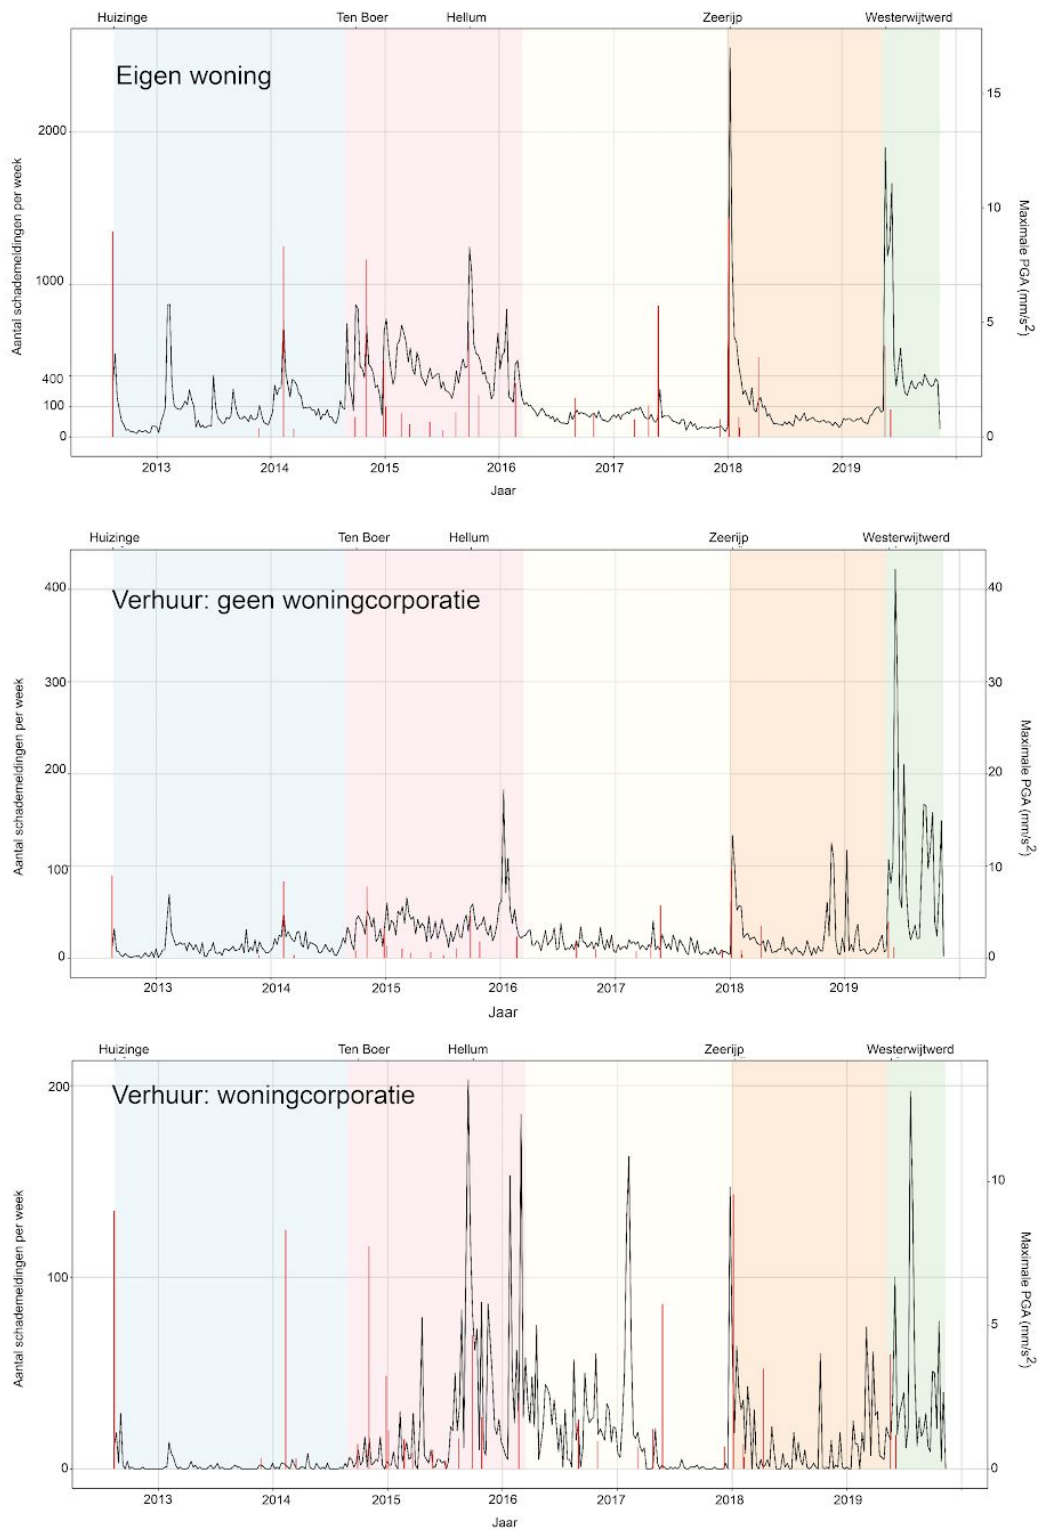 Huizinge Ten Boer Hellum Zeerijp Westerwijtwerd
Eigen woning
Aantal schademeldingen per week
2000
1000
400
100
0
15
10
5
0
Maximale PGA (mm/s2)
2013 2014 2015 2016 2017 2018 2019
Jaar
Huizinge Ten Boer Hellum Zeerijp Westerwijtwerd
Verhuur: geen woningcorporatie
Aantal schademeldingen per week
400
300
200
100
0
40
30
20
10
0
Maximale PGA (mm/s2)
2013 2014 2015 2016 2017 2018 2019
Jaar
Huizinge Ten Boer Hellum Zeerijp Westerwijtwerd
Verhuur: woningcorporatie
Aantal schademeldingen per week
200
100
0
10
5
0
Maximale PGA (mm/s2)
2013 2014 2015 2016 2017 2018 2019
Jaar